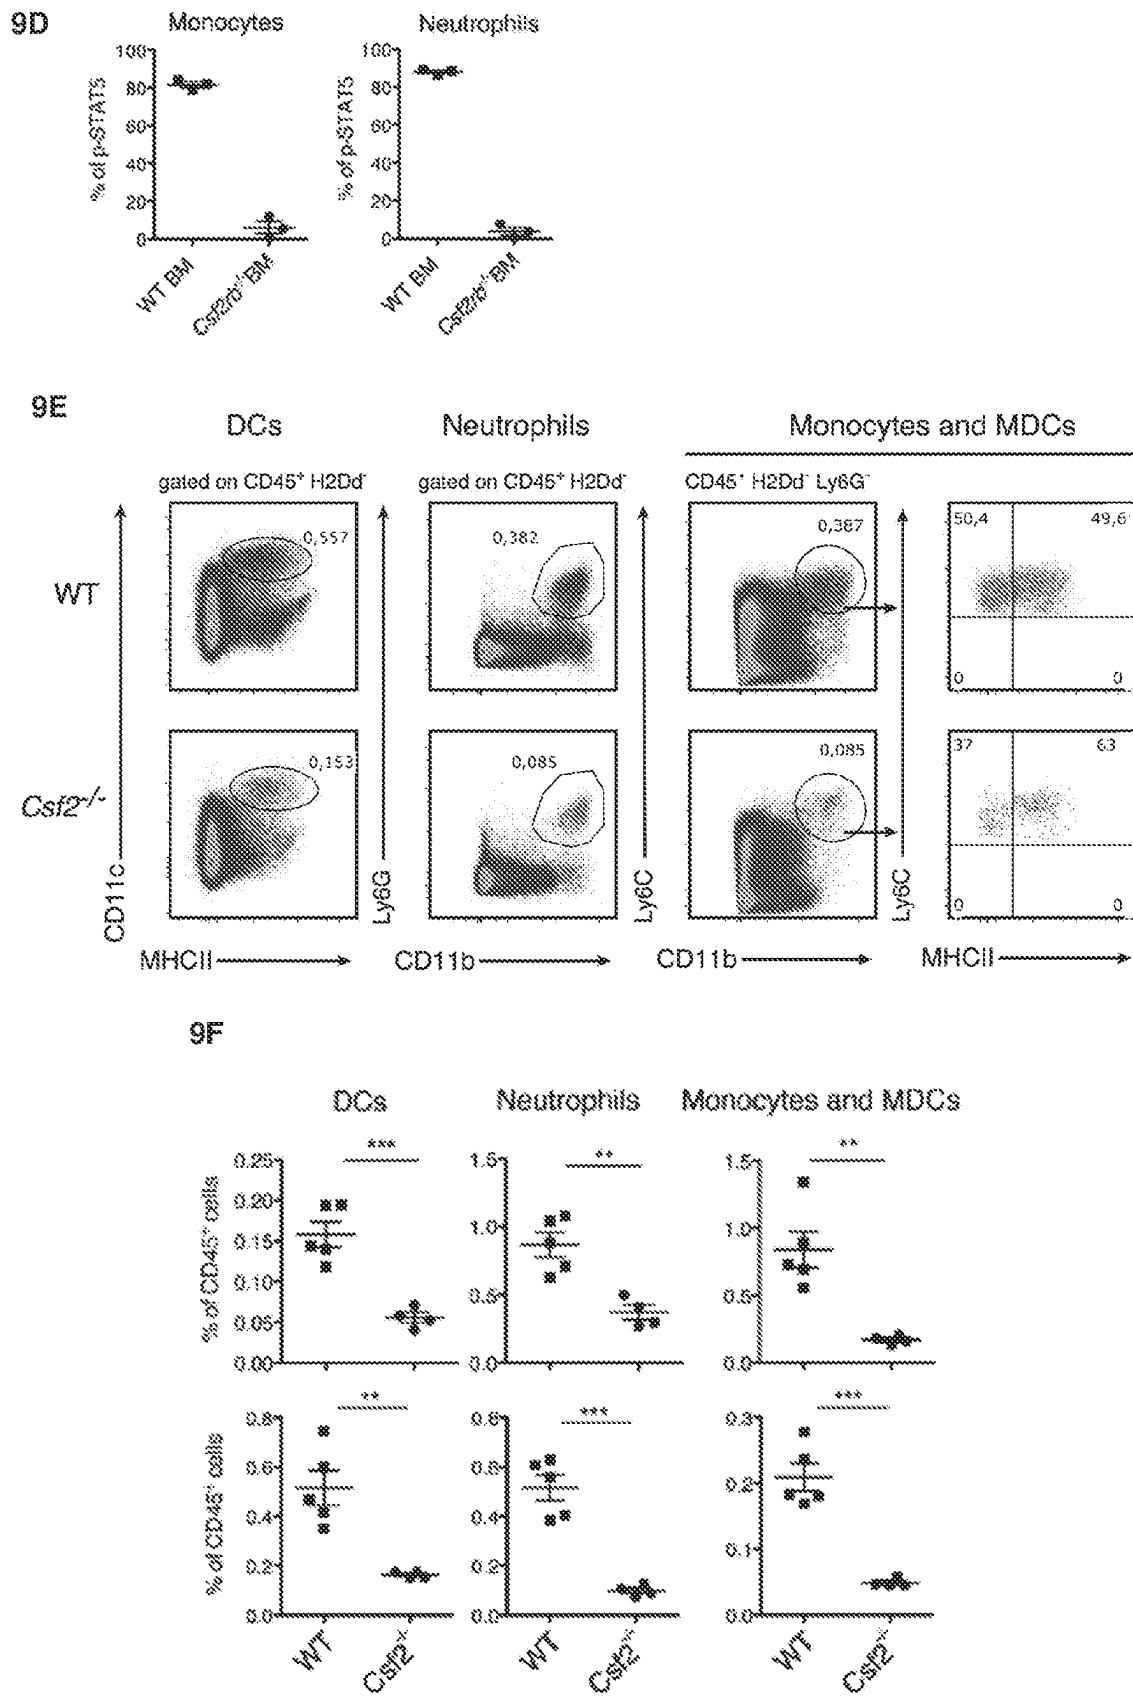 9D
Monocytes
Neutrophils
% of p-STAT5
100
80
60
40
20
0
WT BM
Csf2rb-/- BM
% of p-STAT5
100
80
60
40
20
0
WT BM
Csf2rb-/- BM
9E
DCs
Neutrophils
Monocytes and MDCs
gated on CD45+ H2Dd-
gated on CD45+ H2Dd-
CD45+ H2Dd- Ly6G-
WT
0,557
0,382
0,387
50,4
49,6
0
0
Csf2-/-
0,153
0,085
0,085
37
63
0
0
CD11c
Ly6G
Ly6C
Ly6C
MHCII
CD11b
CD11b
MHCII
9F
DCs
Neutrophils
Monocytes and MDCs
% of CD45+ cells
0.25
0.20
0.15
0.10
0.05
0.00
***
1.5
1.0
0.5
0.0
**
1.5
1.0
0.5
0.0
**
% of CD45+ cells
0.8
0.6
0.4
0.2
0.0
**
0.8
0.6
0.4
0.2
0.0
***
0.3
0.2
0.1
0.0
***
WT
Csf2-/-
WT
Csf2-/-
WT
Csf2-/-